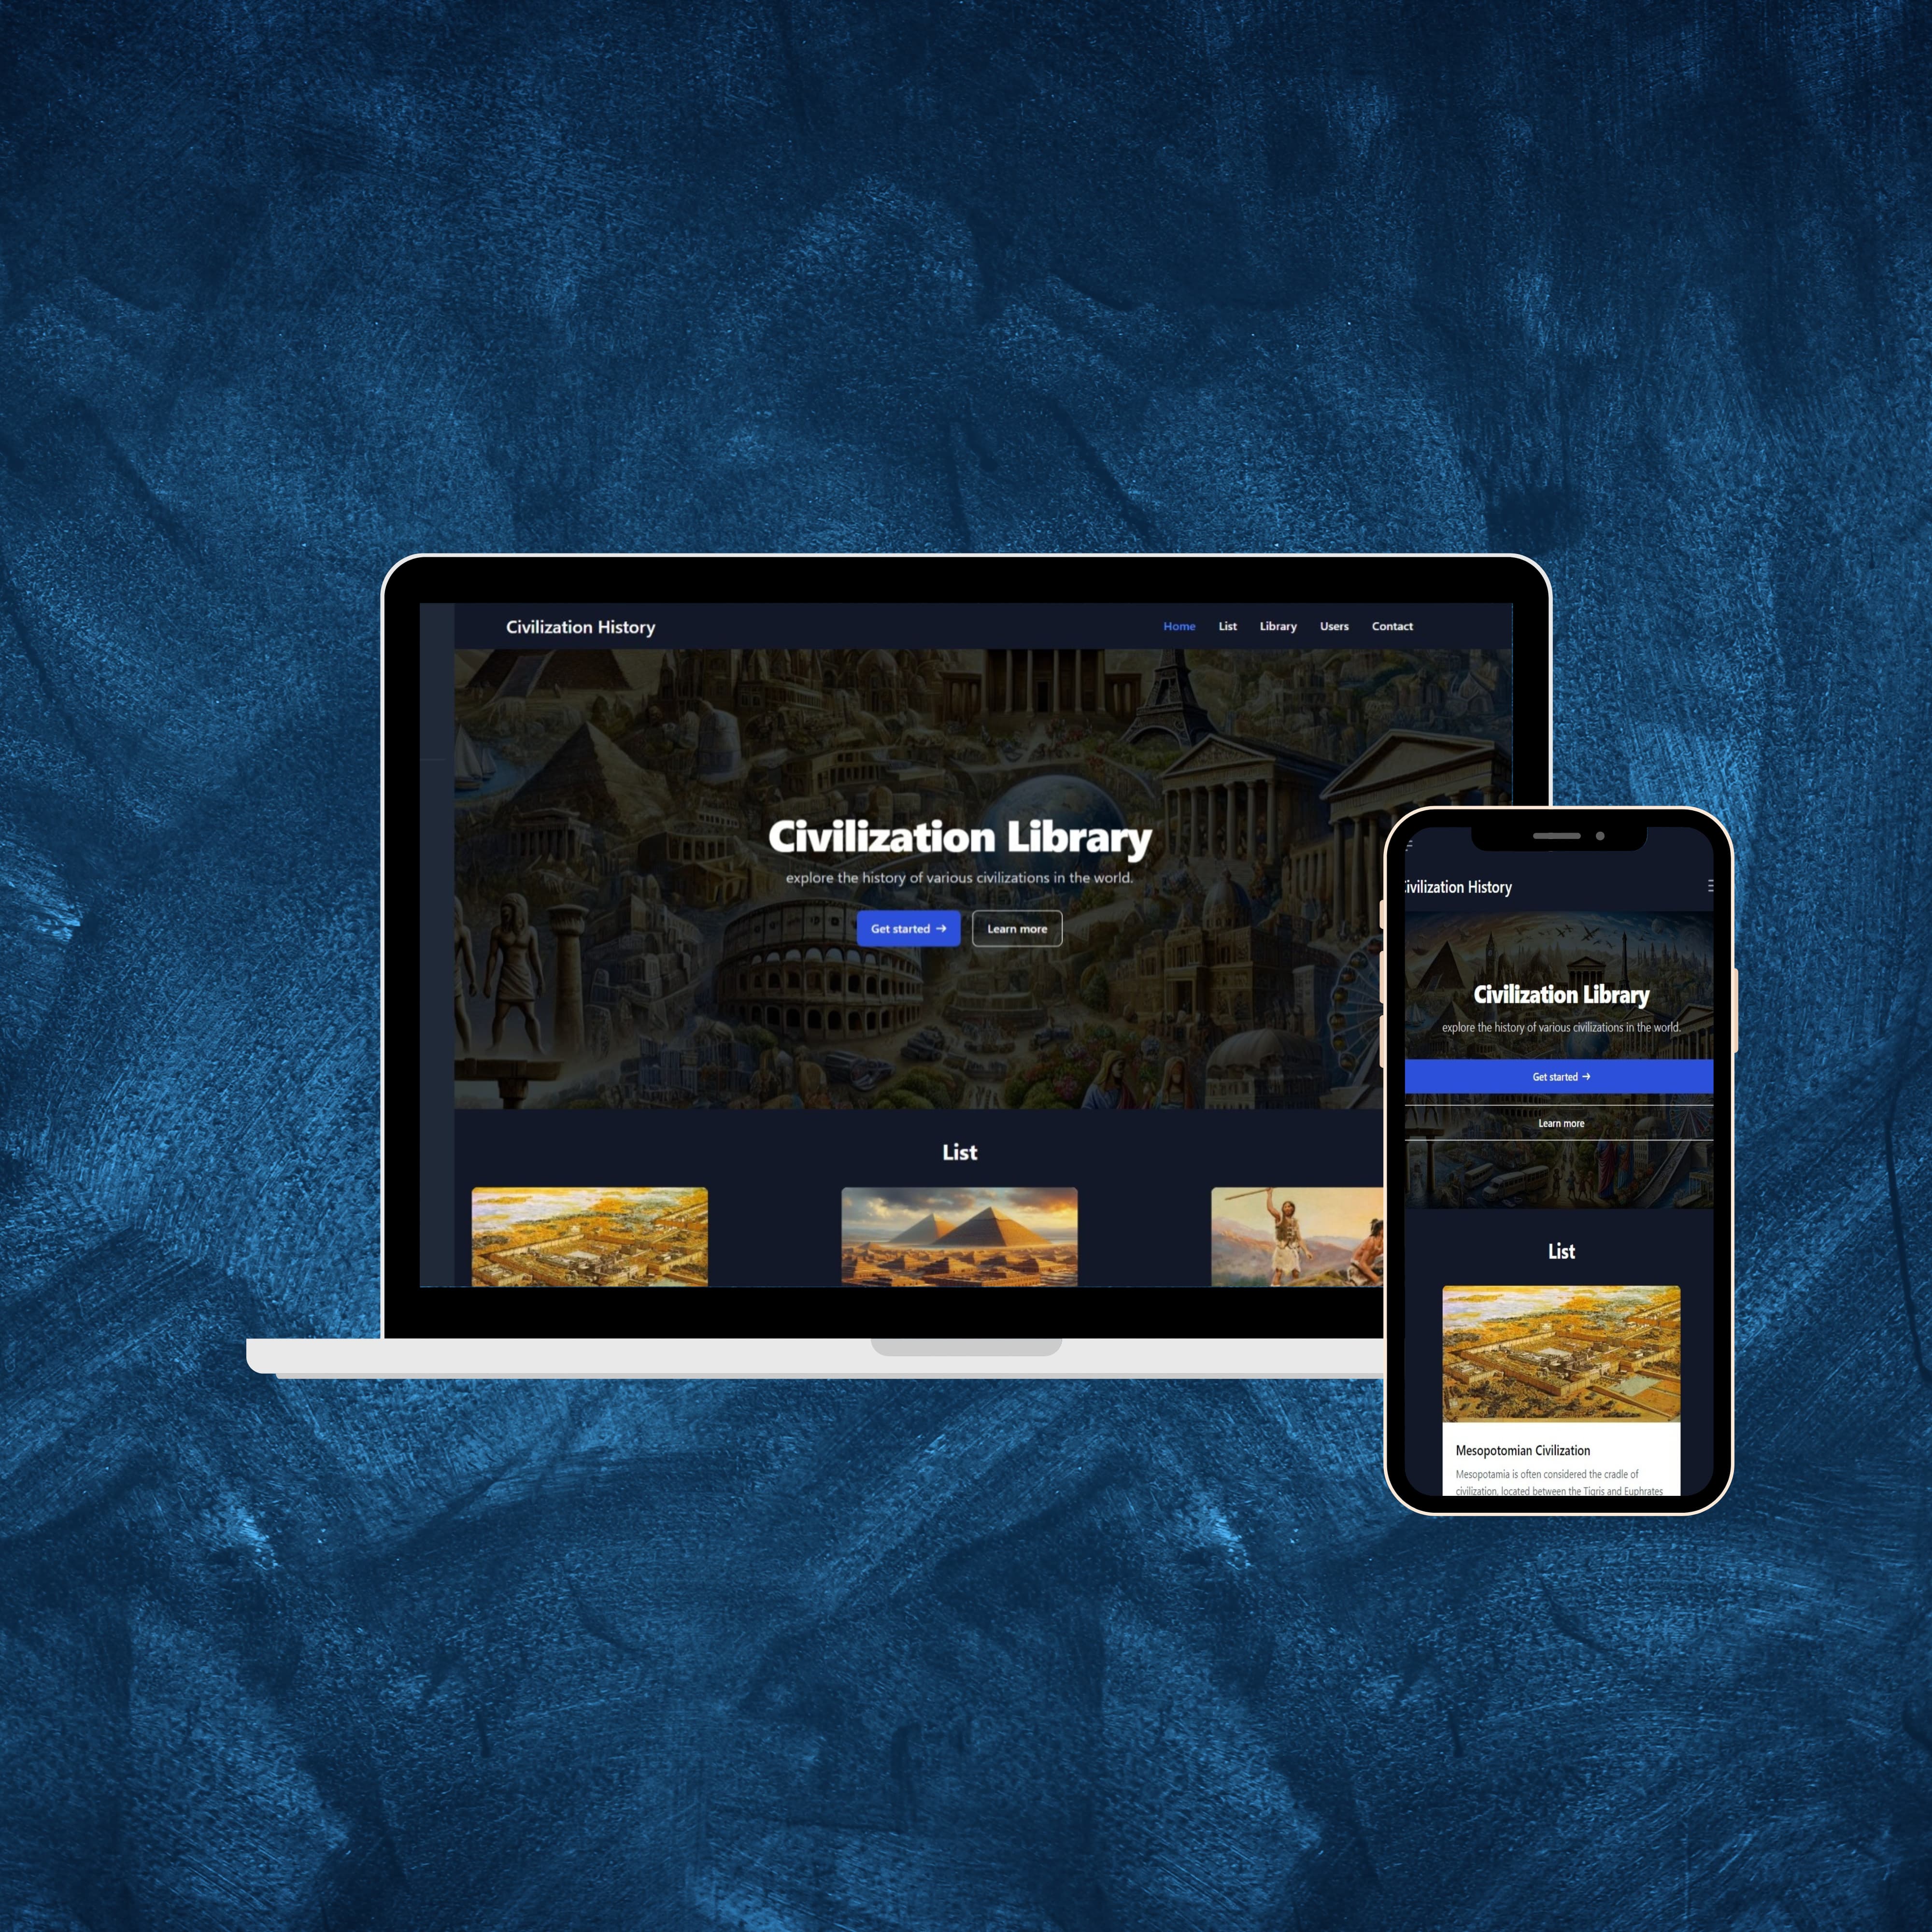 Civilization History
Home List Library Users Contact
Civilization Library
explore the history of various civilizations in the world.
Get started →
Learn more
List
ivilization History
Civilization Library
explore the history of various civilizations in the world.
Get started →
Learn more
List
Mesopotomian Civilization
Mesopotamia is often considered the cradle of
civilization, located between the Tigris and Euphrates